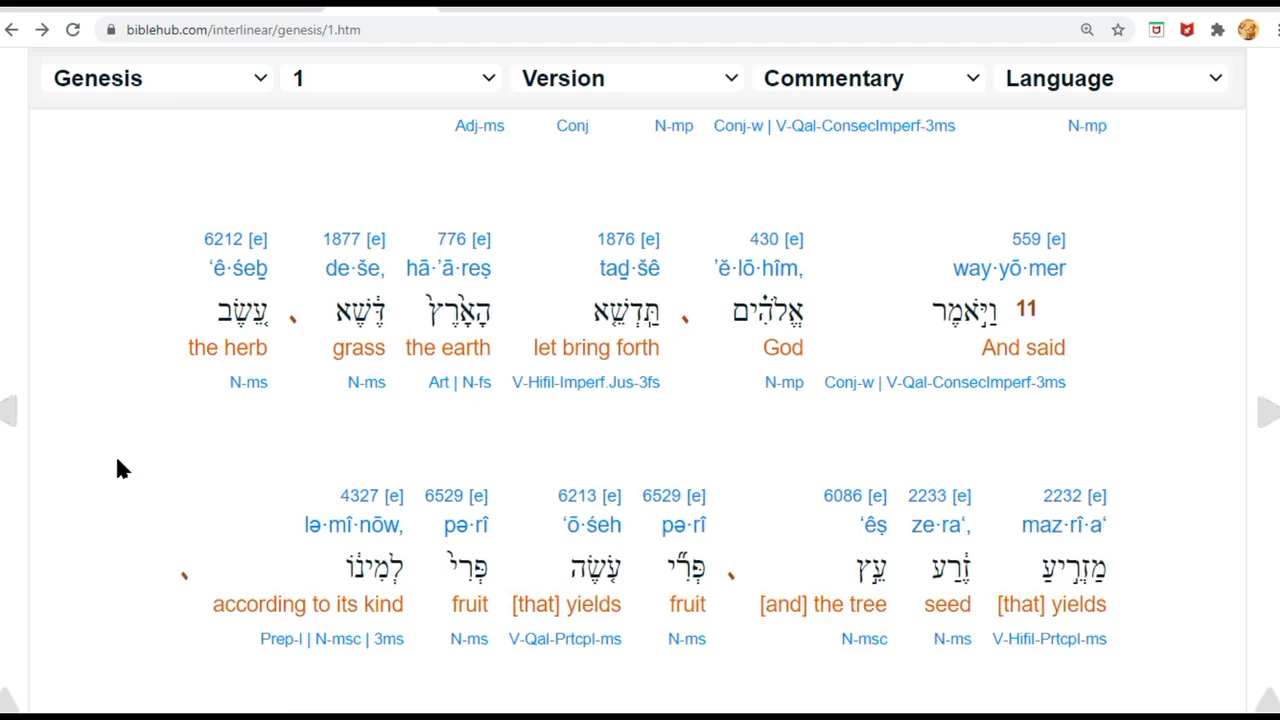 biblehub.com/interlinear/genesis/1.htm
Genesis 1 Version Commentary Language
Adj-ms Conj N-mp Conj-w | V-Qal-ConsecImperf-3ms N-mp
6212 [e] 1877 [e] 776 [e] 1876 [e] 430 [e] 559 [e]
‘ê·śeḇ de·še, hā·’ā·reṣ taḏ·šê ’ĕ·lō·hîm, way·yō·mer
11 וַיֹּ֣אמֶר אֱלֹהִ֗ים תַּֽדְשֵׁ֤א הָאָ֙רֶץ֙ דֶּ֔שֶׁא עֵ֚שֶׂב
the herb grass the earth let bring forth God And said
N-ms N-ms Art | N-fs V-Hifil-Imperf.Jus-3fs N-mp Conj-w | V-Qal-ConsecImperf-3ms
4327 [e] 6529 [e] 6213 [e] 6529 [e] 6086 [e] 2233 [e] 2232 [e]
lə·mî·nōw, pə·rî ‘ō·śeh pə·rî ‘êṣ ze·ra‘, maz·rî·a‘
מַזְרִ֣יעַ זֶ֔רַע עֵ֣ץ פְּרִ֞י עֹ֤שֶׂה פְּרִי֙ לְמִינ֔וֹ
according to its kind fruit [that] yields fruit [and] the tree seed [that] yields
Prep-l | N-msc | 3ms N-ms V-Qal-Prtcpl-ms N-ms N-msc N-ms V-Hifil-Prtcpl-ms